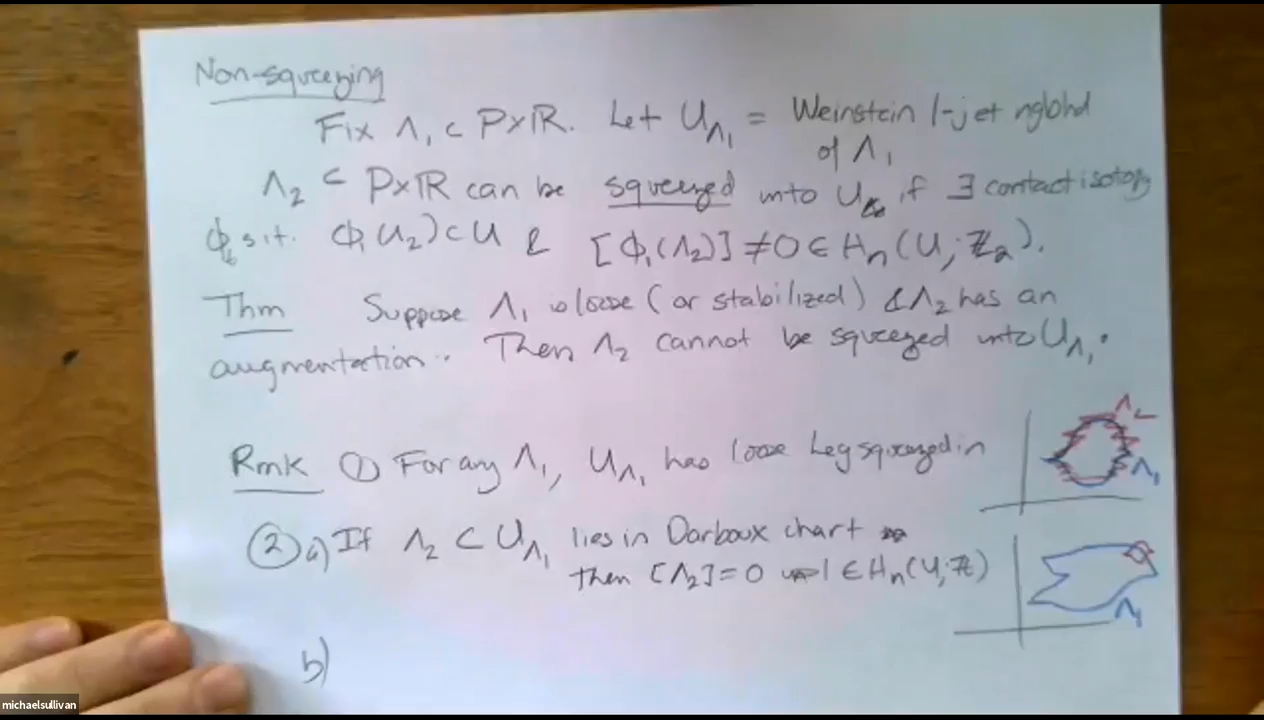 Non-squeezing
Fix Λ₁ ⊂ P×ℝ. Let U_Λ₁ = Weinstein 1-jet ngbhd
of Λ₁
Λ₂ ⊂ P×ℝ can be squeezed into U if ∃ contact isotopy
ϕₜ s.t. ϕ₁(U₂) ⊂ U & [ϕ₁(Λ₂)] ≠ 0 ∈ Hₙ(U; ℤ₂).
Thm Suppose Λ₁ is loose (or stabilized) & Λ₂ has an
augmentation. Then Λ₂ cannot be squeezed into U_Λ₁.
Rmk ① For any Λ₁, U_Λ₁ has loose Leg squeezed in
② a) If Λ₂ ⊂ U_Λ₁ lies in Darboux chart
then [Λ₂] = 0 ∈ Hₙ(U; ℤ)
b)
Λ₂
Λ₁
Λ₁
michaelsullivan